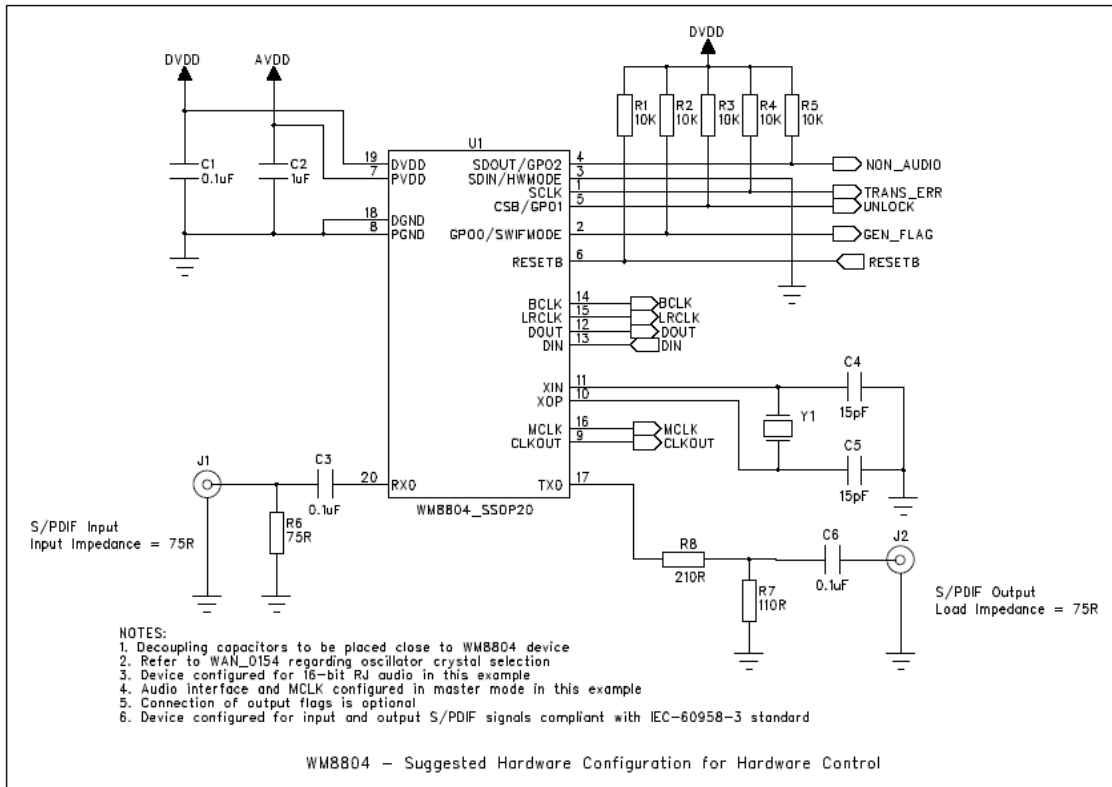 DVDD
DVDD AVDD
R1 10K
R2 10K
R3 10K
R4 10K
R5 10K
C1 0.1uF
C2 1uF
U1
19 DVDD
7 PVDD
18 DGND
8 PGND
SDOUT/GPO2 4 NON_AUDIO
SDIN/HWMODE 3
SCLK 1 TRANS_ERR
CSB/GPO1 5 UNLOCK
GPO0/SWIFMODE 2 GEN_FLAG
RESETB 6 RESETB
BCLK 14 BCLK
LRCLK 15 LRCLK
DOUT 12 DOUT
DIN 13 DIN
XIN 11
XOP 10
C4
15pF
Y1
C5
15pF
MCLK 16 MCLK
CLKOUT 9 CLKOUT
J1
C3
0.1uF
20 RX0
TXO 17
WM8804_SSOP20
R6
75R
S/PDIF Input
Input Impedance = 75R
R8
210R
R7
110R
C6
0.1uF
J2
S/PDIF Output
Load Impedance = 75R
NOTES:
1. Decoupling capacitors to be placed close to WM8804 device
2. Refer to WAN_0154 regarding oscillator crystal selection
3. Device configured for 16-bit RJ audio in this example
4. Audio interface and MCLK configured in master mode in this example
5. Connection of output flags is optional
6. Device configured for input and output S/PDIF signals compliant with IEC-60958-3 standard
WM8804 - Suggested Hardware Configuration for Hardware Control